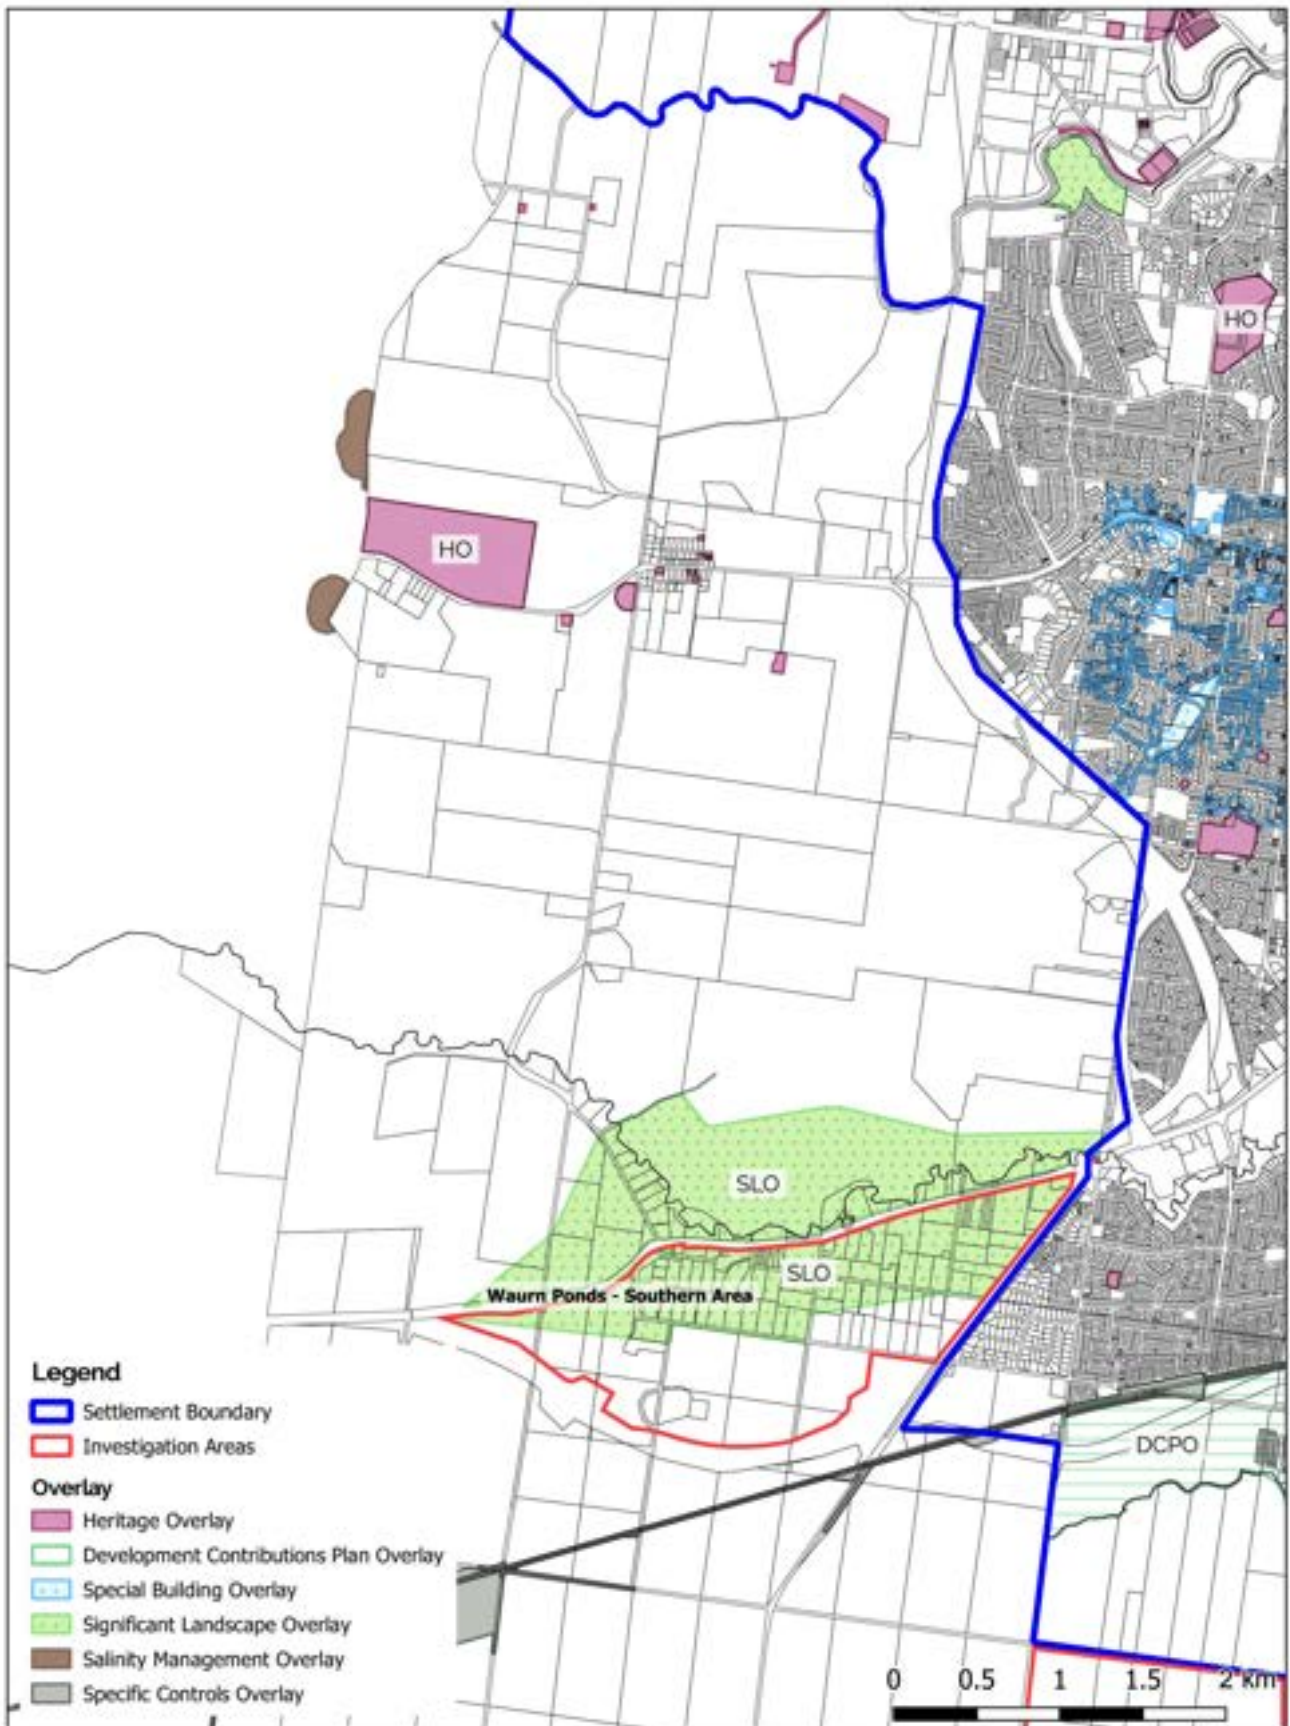 HO
HO
SLO
SLO
Waurn Ponds - Southern Area
DCPO
Legend
Settlement Boundary
Investigation Areas
Overlay
Heritage Overlay
Development Contributions Plan Overlay
Special Building Overlay
Significant Landscape Overlay
Salinity Management Overlay
Specific Controls Overlay
0 0.5 1 1.5 2 km